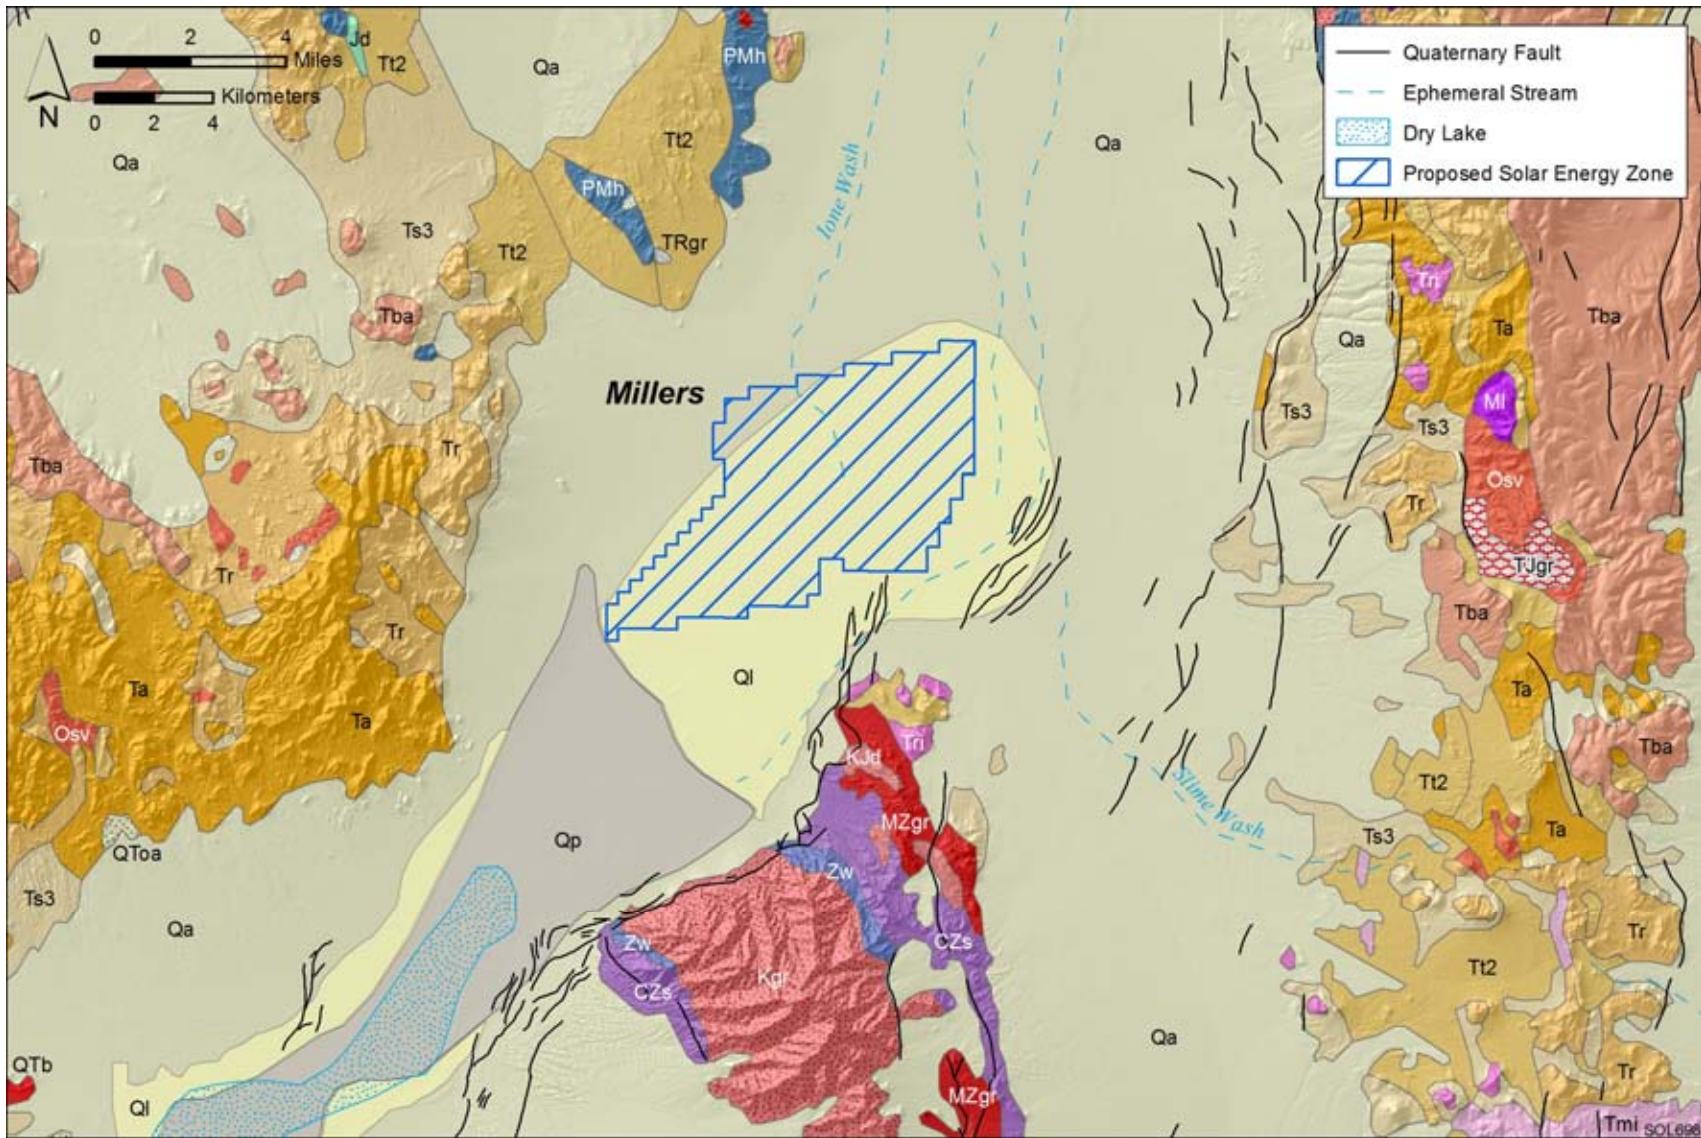 0 2 4
Miles
Kilometers
0 2 4
N
Quaternary Fault
Ephemeral Stream
Dry Lake
Proposed Solar Energy Zone
Jd
Tt2
Qa
PMh
Qa
Tt2
Qa
PMh
Ione Wash
Ts3
Tt2
TRgr
Tri
Tba
Qa
Ta
Tba
Millers
Ts3
Ml
Ts3
Tr
Tba
Osv
Tr
TJgr
Tr
Tr
Tba
Ql
Ta
Ta
Ta
Osv
Tri
KJd
Tba
Tt2
Slime Wash
MZgr
Ts3
Ta
Qp
QToa
Zw
Ts3
Qa
Zw
CZs
Tr
Kgr
Tt2
CZs
Qa
QTb
Tr
MZgr
Ql
Tmi
SOL698